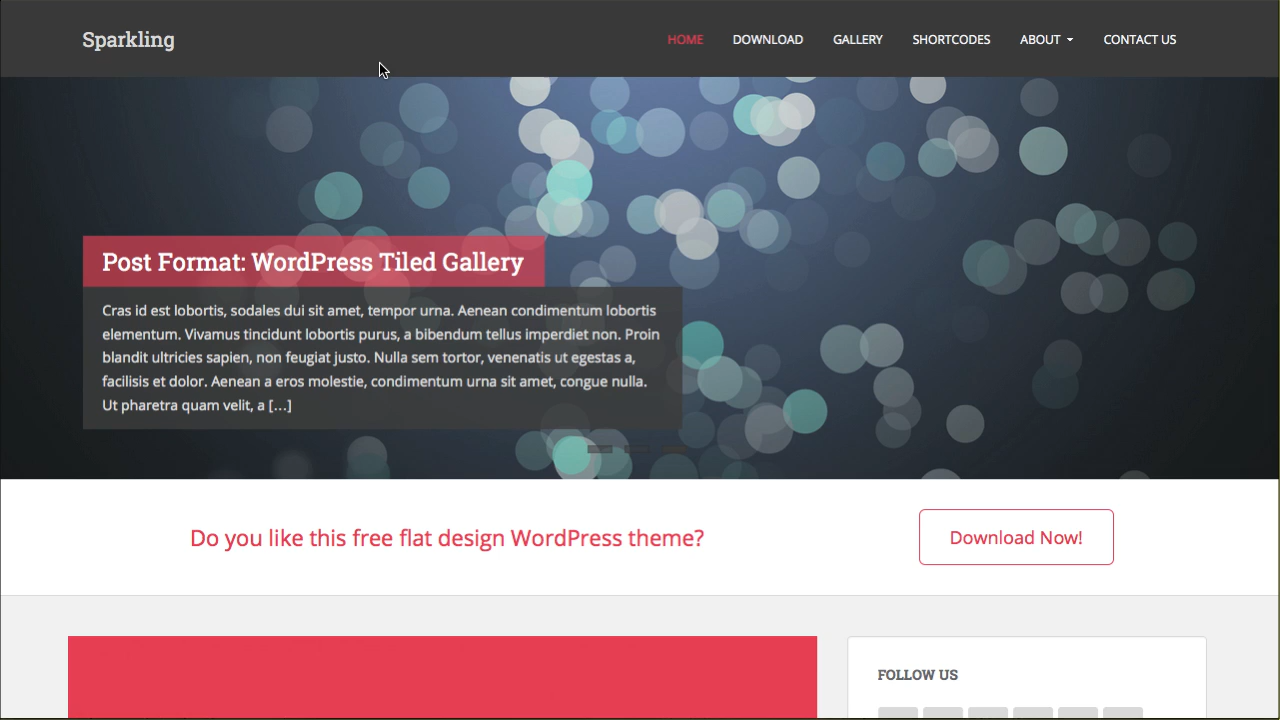 Sparkling
HOME DOWNLOAD GALLERY SHORTCODES ABOUT CONTACT US
Post Format: WordPress Tiled Gallery
Cras id est lobortis, sodales dui sit amet, tempor urna. Aenean condimentum lobortis
elementum. Vivamus tincidunt lobortis purus, a bibendum tellus imperdiet non. Proin
blandit ultricies sapien, non feugiat justo. Nulla sem tortor, venenatis ut egestas a,
facilisis et dolor. Aenean a eros molestie, condimentum urna sit amet, congue nulla.
Ut pharetra quam velit, a [...]
Do you like this free flat design WordPress theme?
Download Now!
FOLLOW US